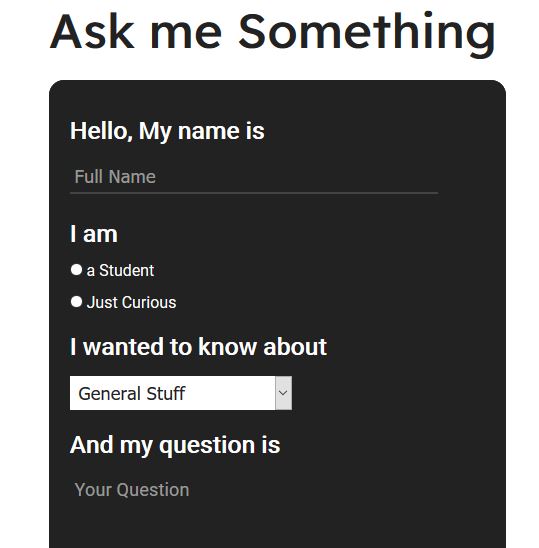 Ask me Something
Hello, My name is
Full Name
I am
a Student
Just Curious
I wanted to know about
General Stuff
And my question is
Your Question